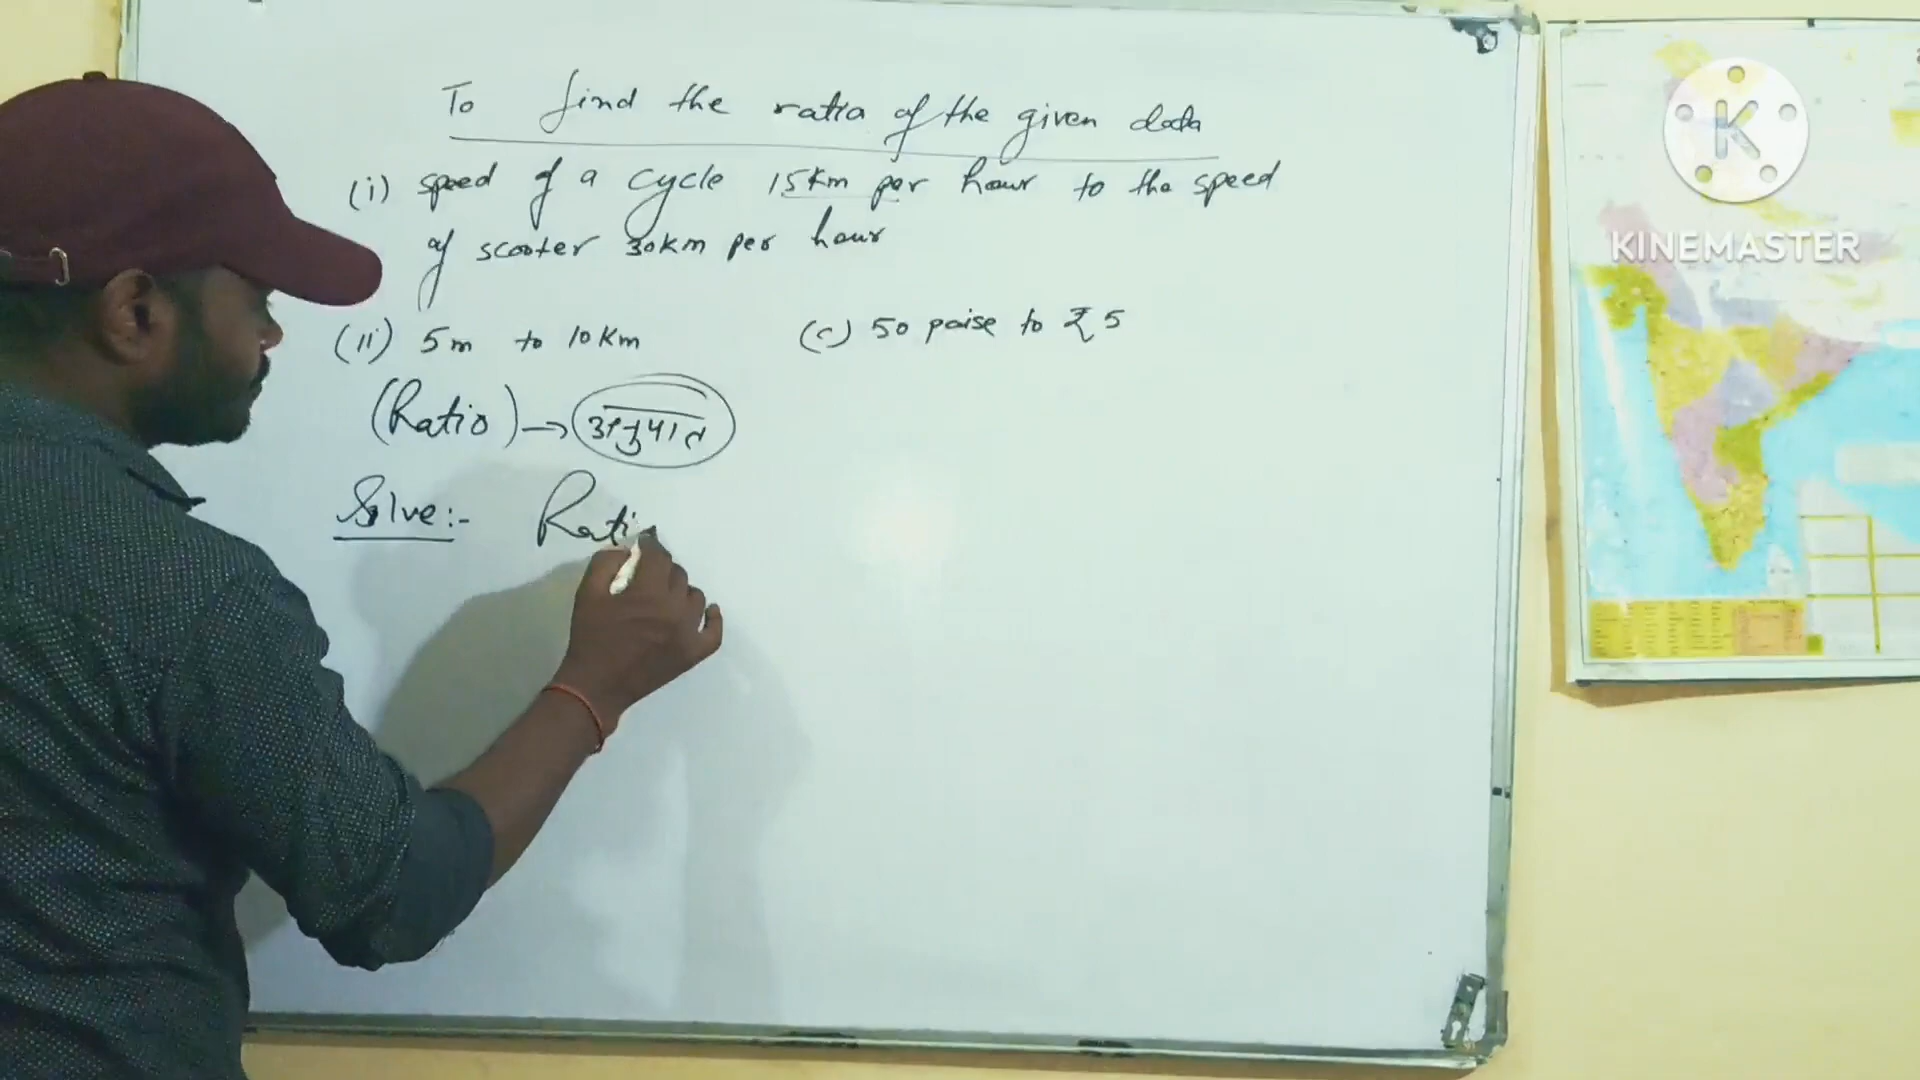 To find the ratio of the given data
(i) speed of a cycle 15km per hour to the speed
of scooter 30km per hour
(ii) 5m to 10Km
(c) 50 paise to ₹5
(Ratio) → अनुपात
Solve:- Rati
K
KINEMASTER